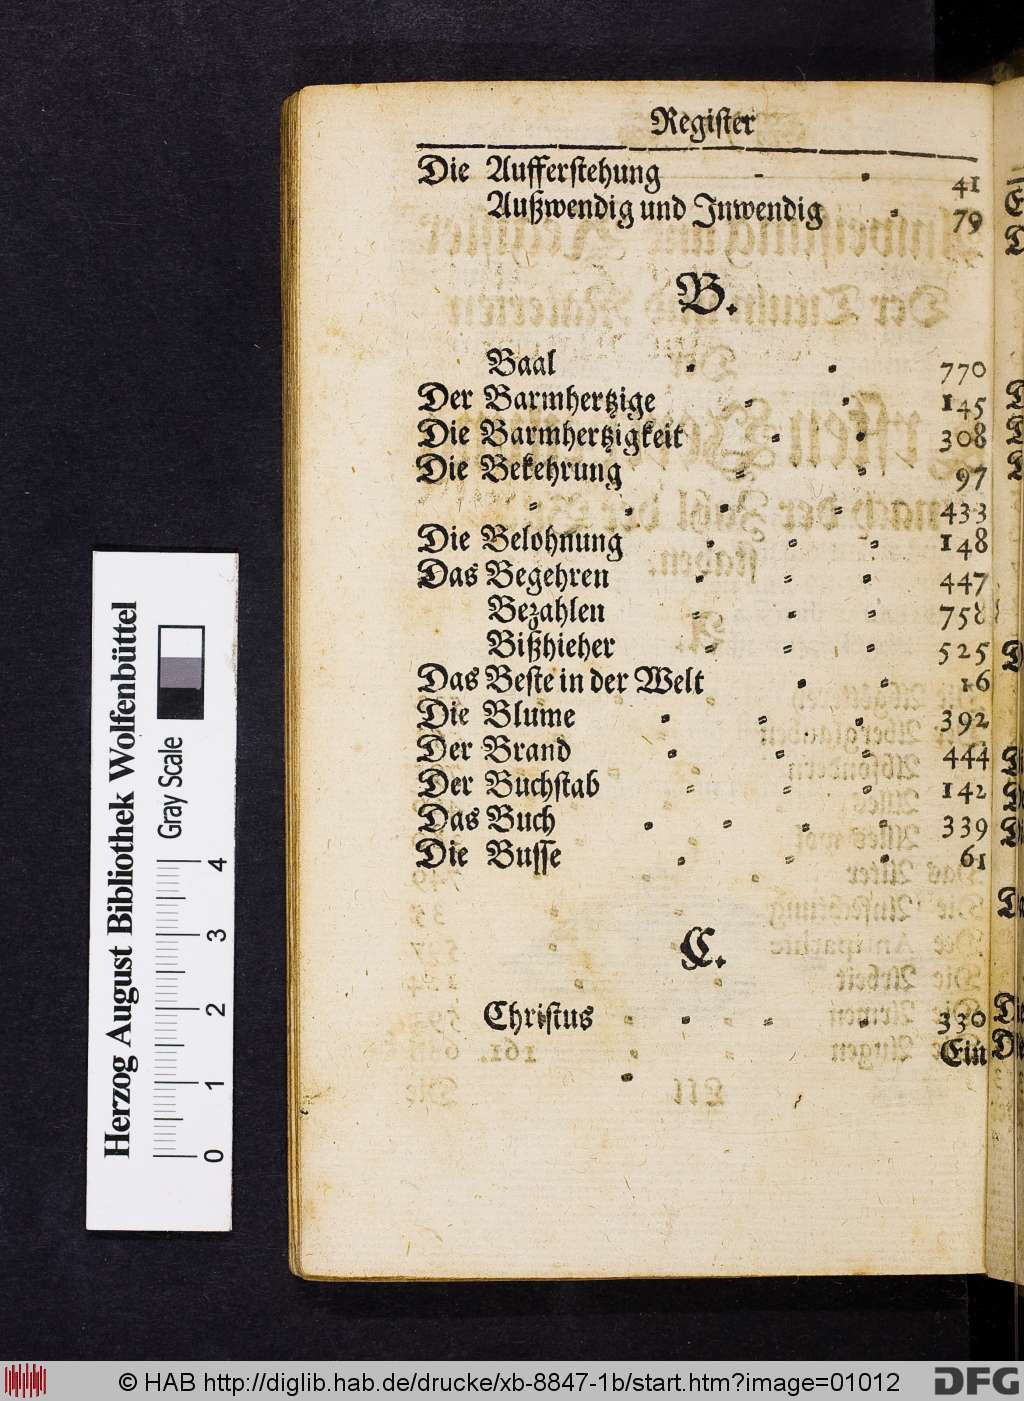 Register
Die Aufferstehung - 41
Außwendig und Inwendig 79
B.
Baal 770
Der Barmhertzige 145
Die Barmhertzigkeit 308
Die Bekehrung 97
433
Die Belohnung 148
Das Begehren 447
Bezahlen 758
Bißhieher 525
Das Beste in der Welt 16
Die Blume 392
Der Brand 444
Der Buchstab 142
Das Buch 339
Die Busse 61
C.
Christus 330
Ein
Herzog August Bibliothek Wolfenbüttel
Gray Scale
0 1 2 3 4
© HAB http://diglib.hab.de/drucke/xb-8847-1b/start.htm?image=01012
DFG